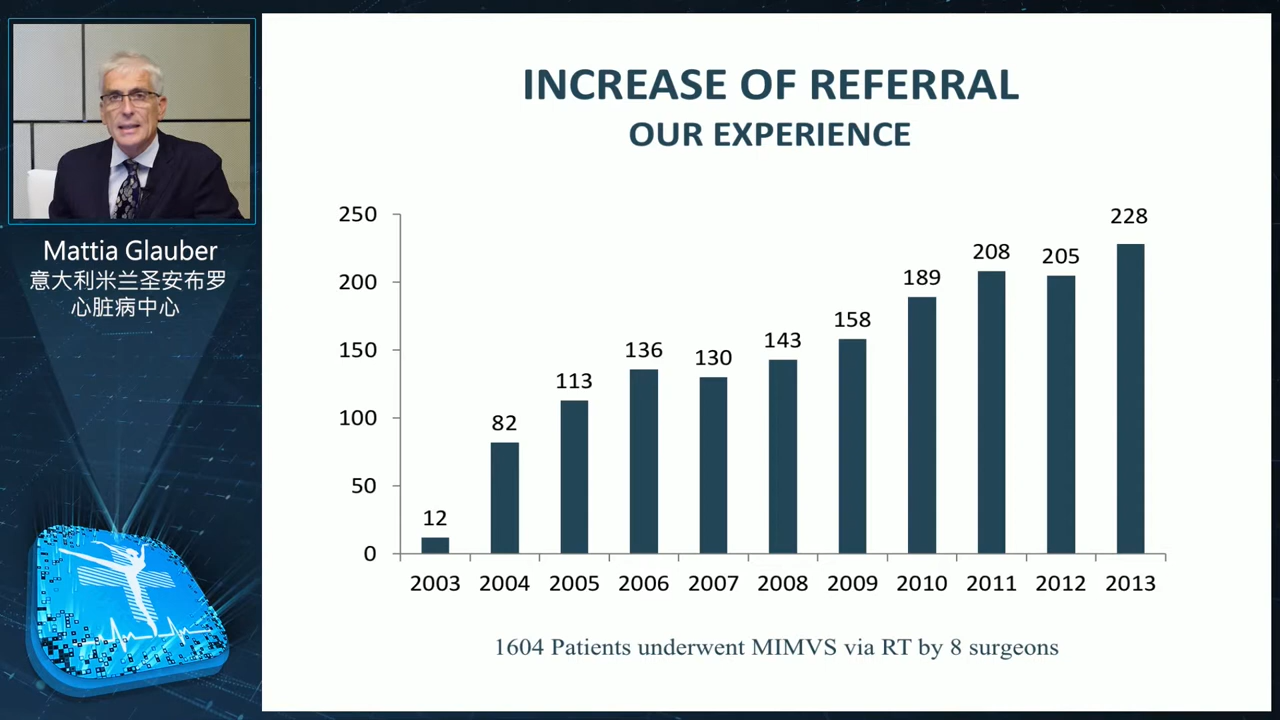 Mattia Glauber
意大利米兰圣安布罗
心脏病中心
INCREASE OF REFERRAL
OUR EXPERIENCE
250
200
150
100
50
0
12
82
113
136
130
143
158
189
208
205
228
2003 2004 2005 2006 2007 2008 2009 2010 2011 2012 2013
1604 Patients underwent MIMVS via RT by 8 surgeons